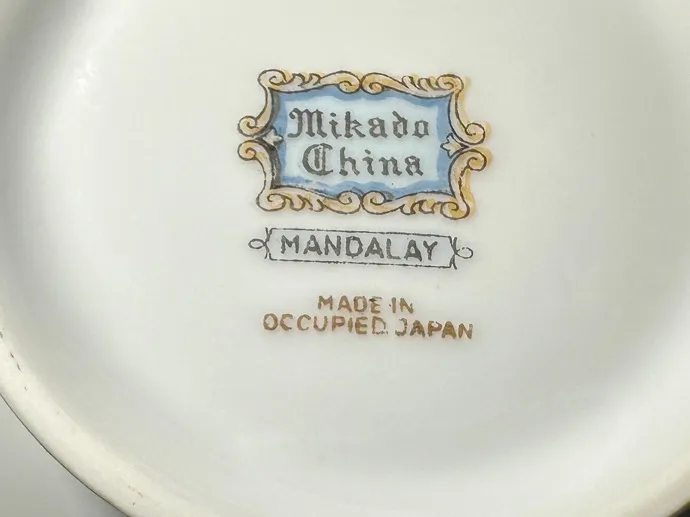 Mikado
China
MANDALAY
MADE IN
OCCUPIED JAPAN